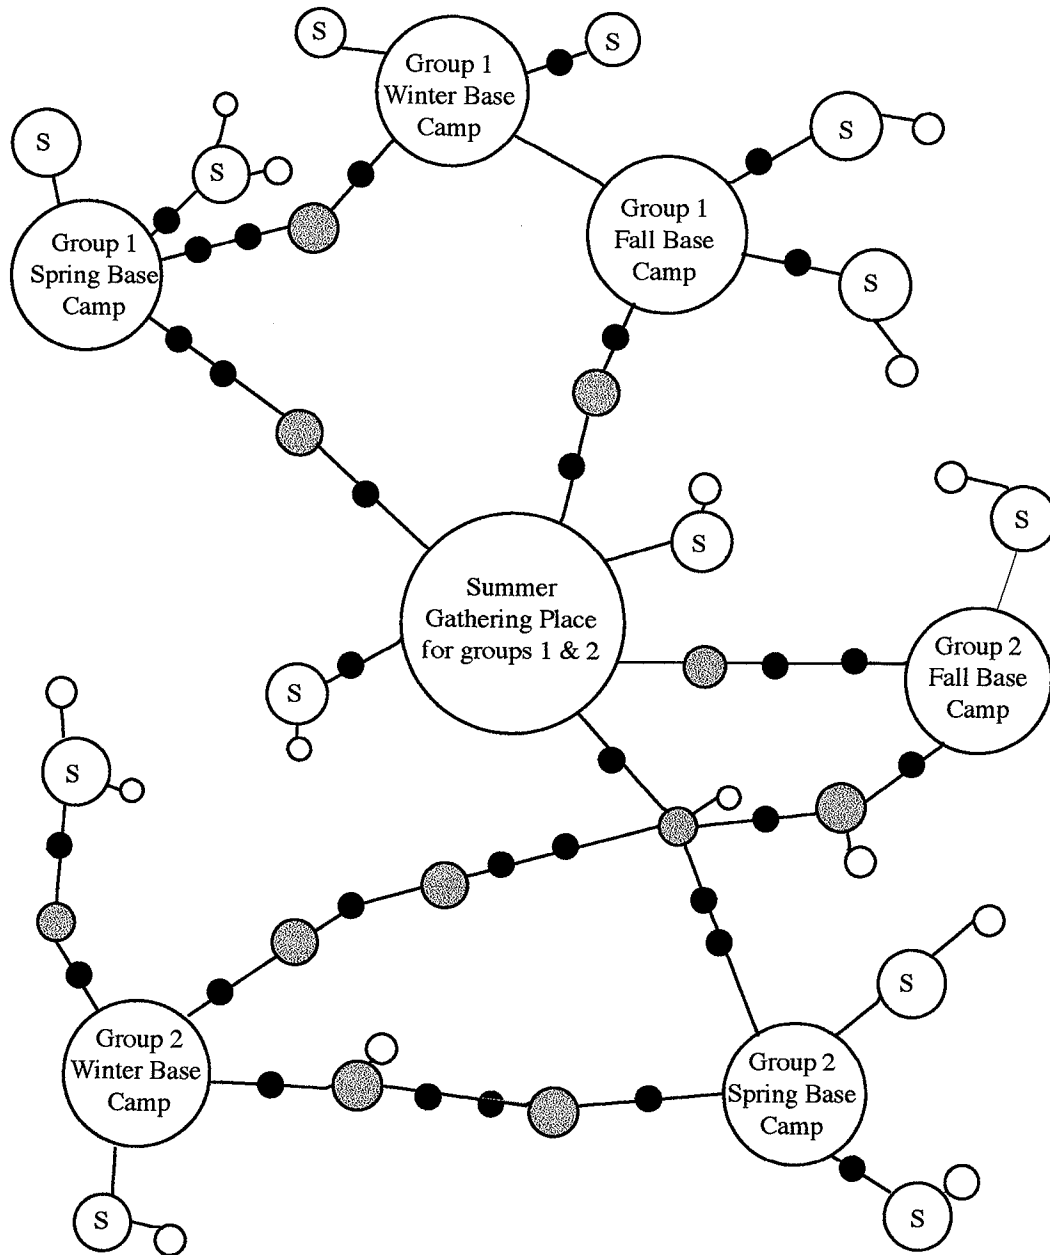 S
Group 1
Winter Base
Camp
S
S
S
S
Group 1
Spring Base
Camp
Group 1
Fall Base
Camp
S
S
S
Summer
Gathering Place
for groups 1 & 2
S
Group 2
Fall Base
Camp
S
S
Group 2
Winter Base
Camp
Group 2
Spring Base
Camp
S
S